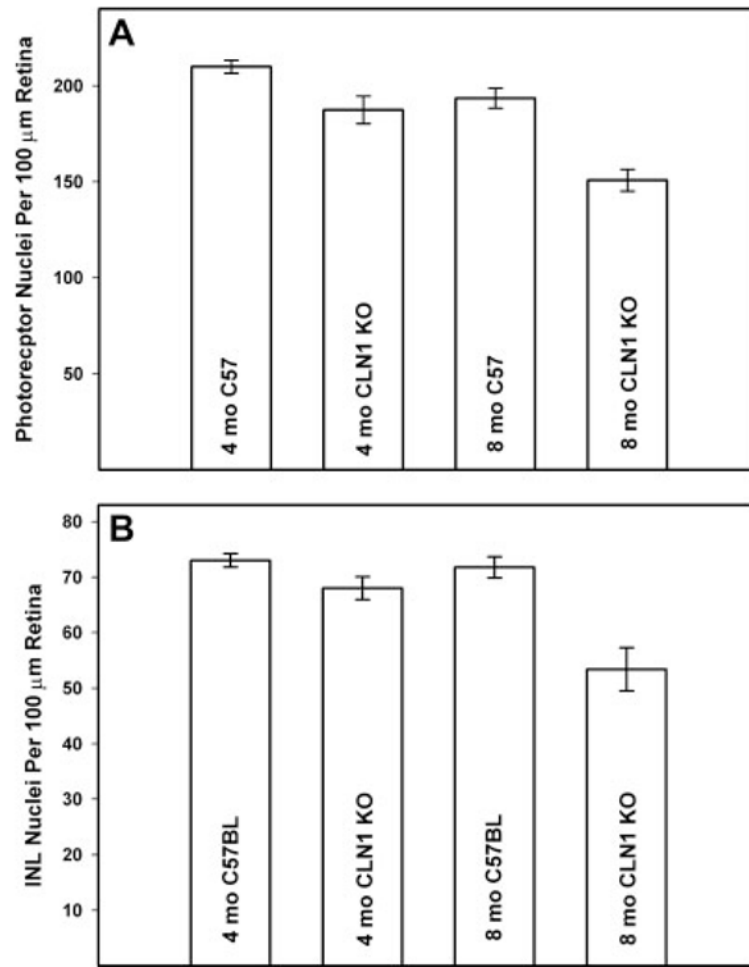 A
Photorecptor Nuclei Per 100 μm Retina
200
150
100
50
4 mo C57
4 mo CLN1 KO
8 mo C57
8 mo CLN1 KO
B
INL Nuclei Per 100 μm Retina
80
70
60
50
40
30
20
10
4 mo C57BL
4 mo CLN1 KO
8 mo C57BL
8 mo CLN1 KO